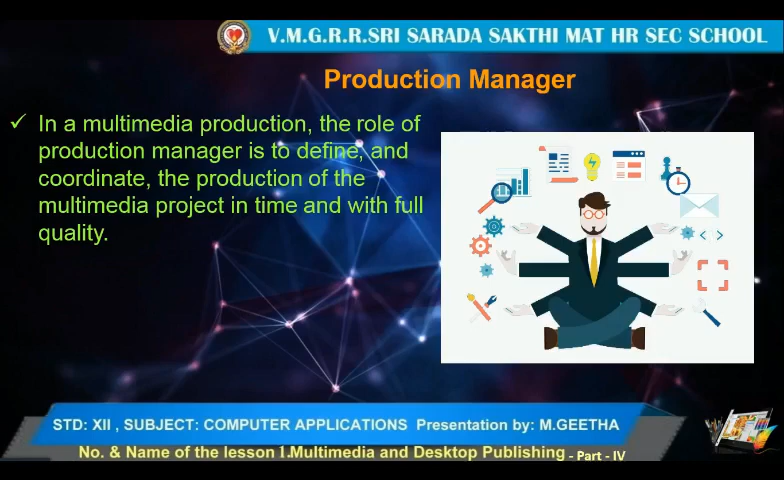 V.M.G.R.R.SRI SARADA SAKTHI MAT HR SEC SCHOOL
Production Manager
✓ In a multimedia production, the role of
production manager is to define, and
coordinate, the production of the
multimedia project in time and with full
quality.
STD: XII , SUBJECT: COMPUTER APPLICATIONS Presentation by: M.GEETHA
No. & Name of the lesson 1.Multimedia and Desktop Publishing - Part - IV